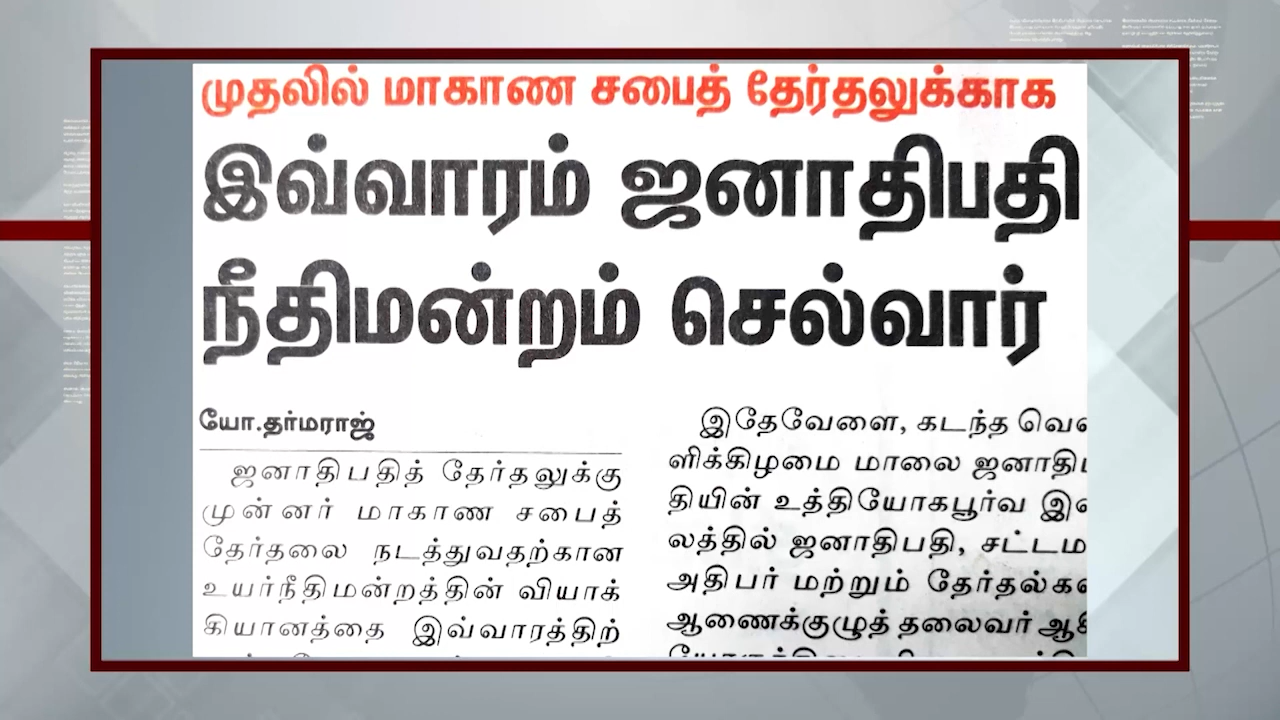 முதலில் மாகாண சபைத் தேர்தலுக்காக
இவ்வாரம் ஜனாதிபதி
நீதிமன்றம் செல்வார்
யோ.தர்மராஜ்
ஜனாதிபதித் தேர்தலுக்கு
முன்னர் மாகாண சபைத்
தேர்தலை நடத்துவதற்கான
உயர்நீதிமன்றத்தின் வியாக்
கியானத்தை இவ்வாரத்திற்
இதேவேளை, கடந்த வெள்
ளிக்கிழமை மாலை ஜனாதிப
தியின் உத்தியோகபூர்வ இல்
லத்தில் ஜனாதிபதி, சட்டமா
அதிபர் மற்றும் தேர்தல்கள்
ஆணைக்குழுத் தலைவர்